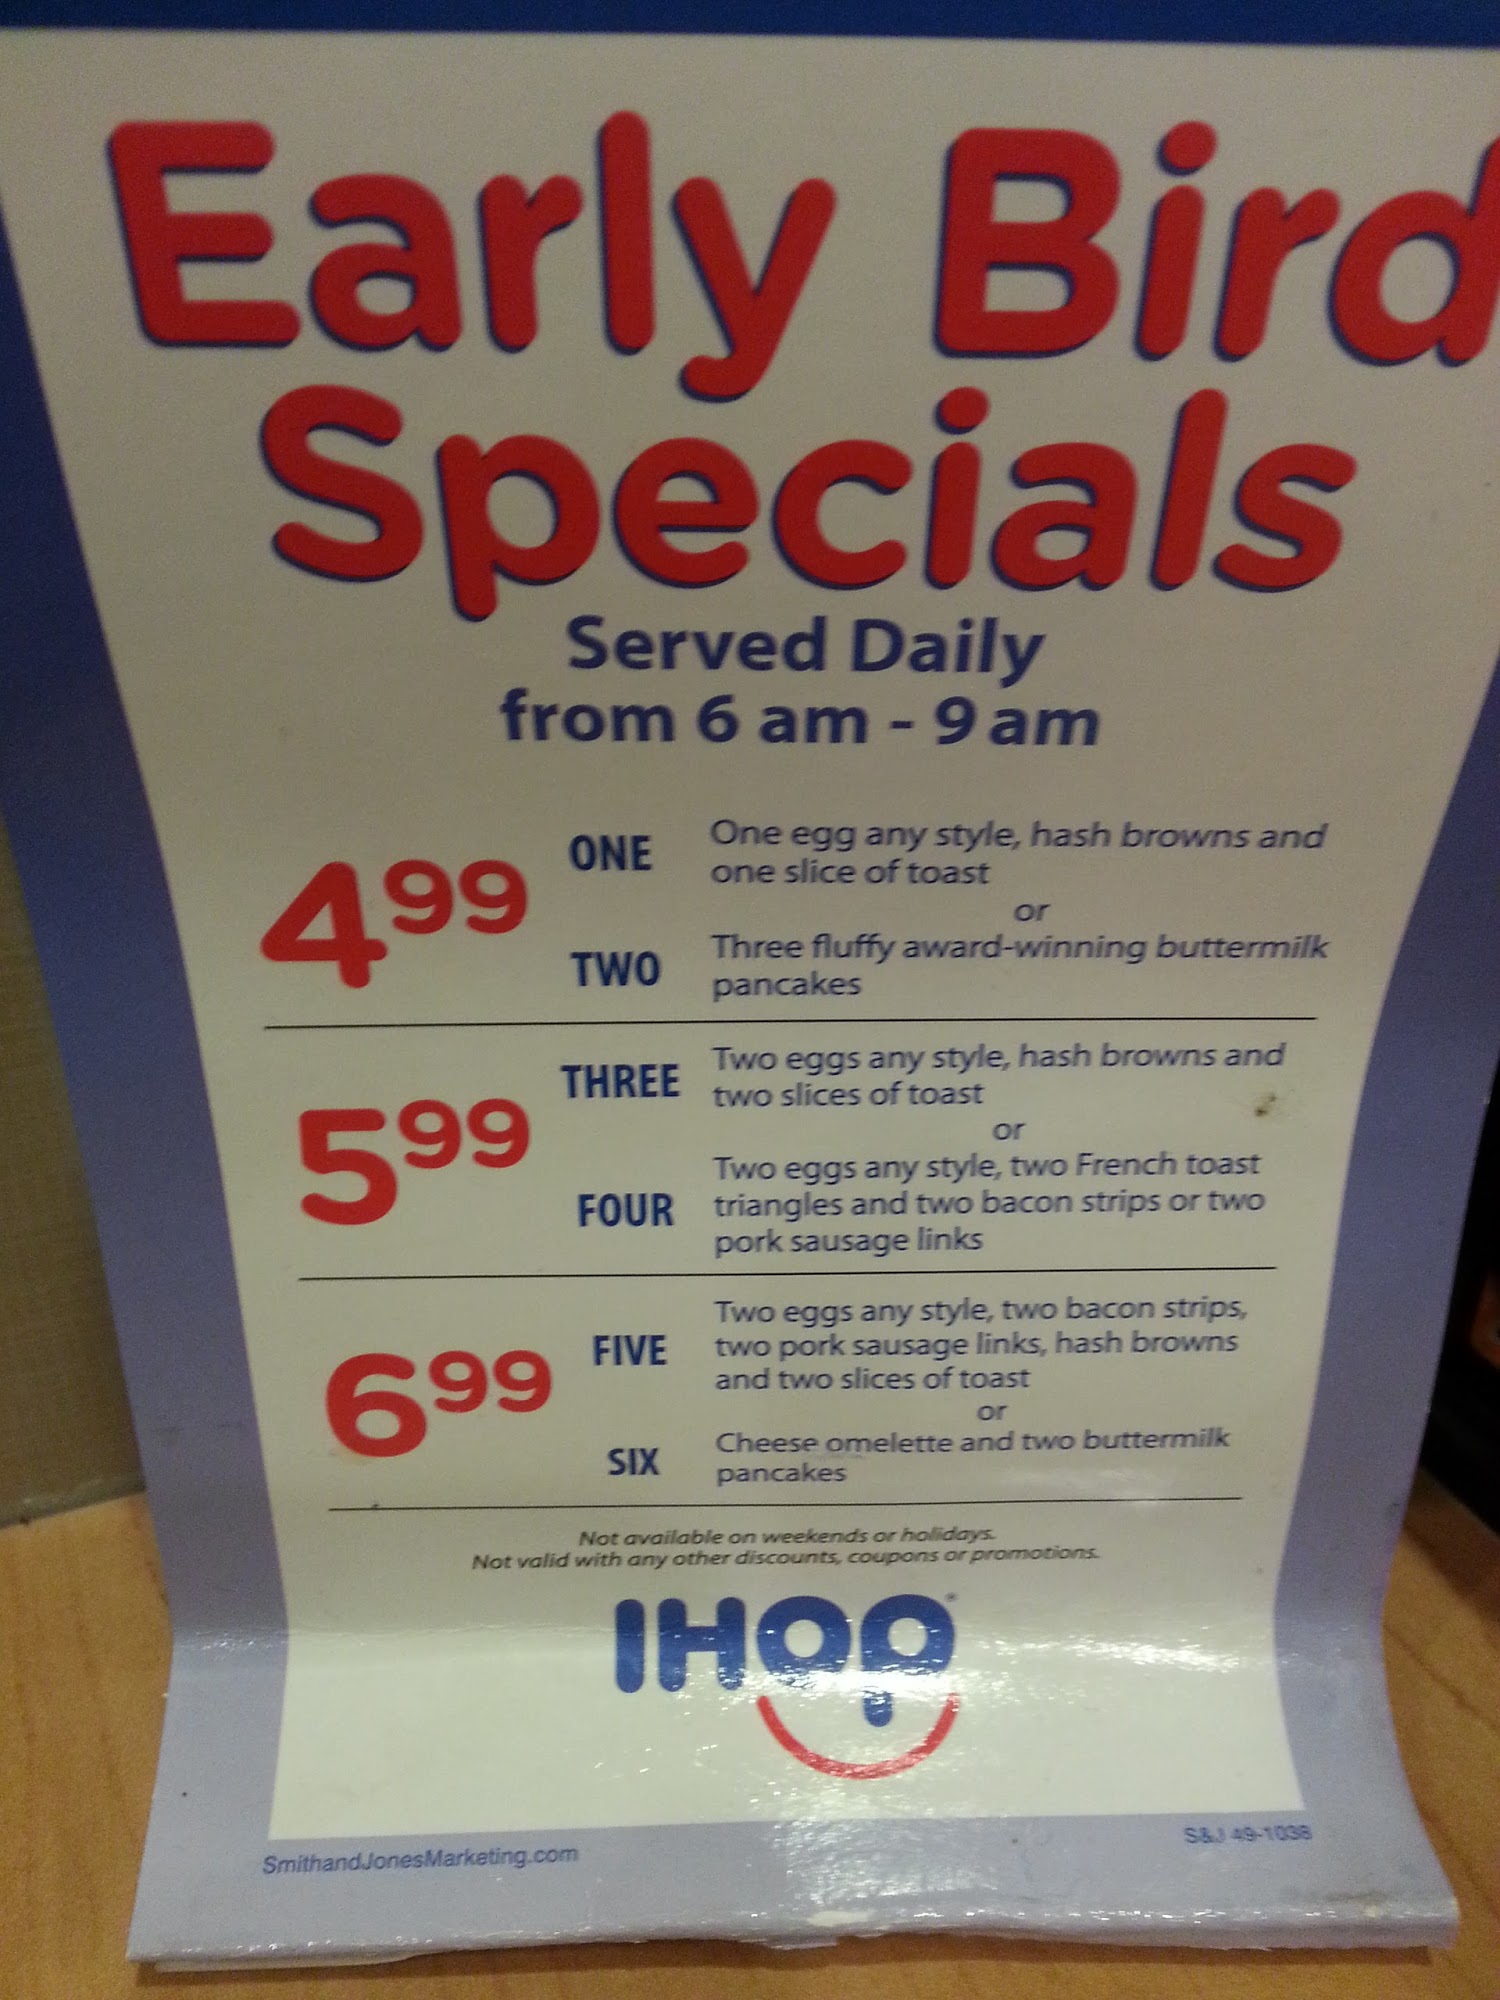 Early Bird
Specials
Served Daily
from 6 am - 9 am
4.99
ONE
One egg any style, hash browns and
one slice of toast
or
TWO
Three fluffy award-winning buttermilk
pancakes
5.99
THREE
Two eggs any style, hash browns and
two slices of toast
or
FOUR
Two eggs any style, two French toast
triangles and two bacon strips or two
pork sausage links
6.99
FIVE
Two eggs any style, two bacon strips,
two pork sausage links, hash browns
and two slices of toast
or
SIX
Cheese omelette and two buttermilk
pancakes
Not available on weekends or holidays.
Not valid with any other discounts, coupons or promotions.
IHOP®
SmithandJonesMarketing.com
S&J 49-1038